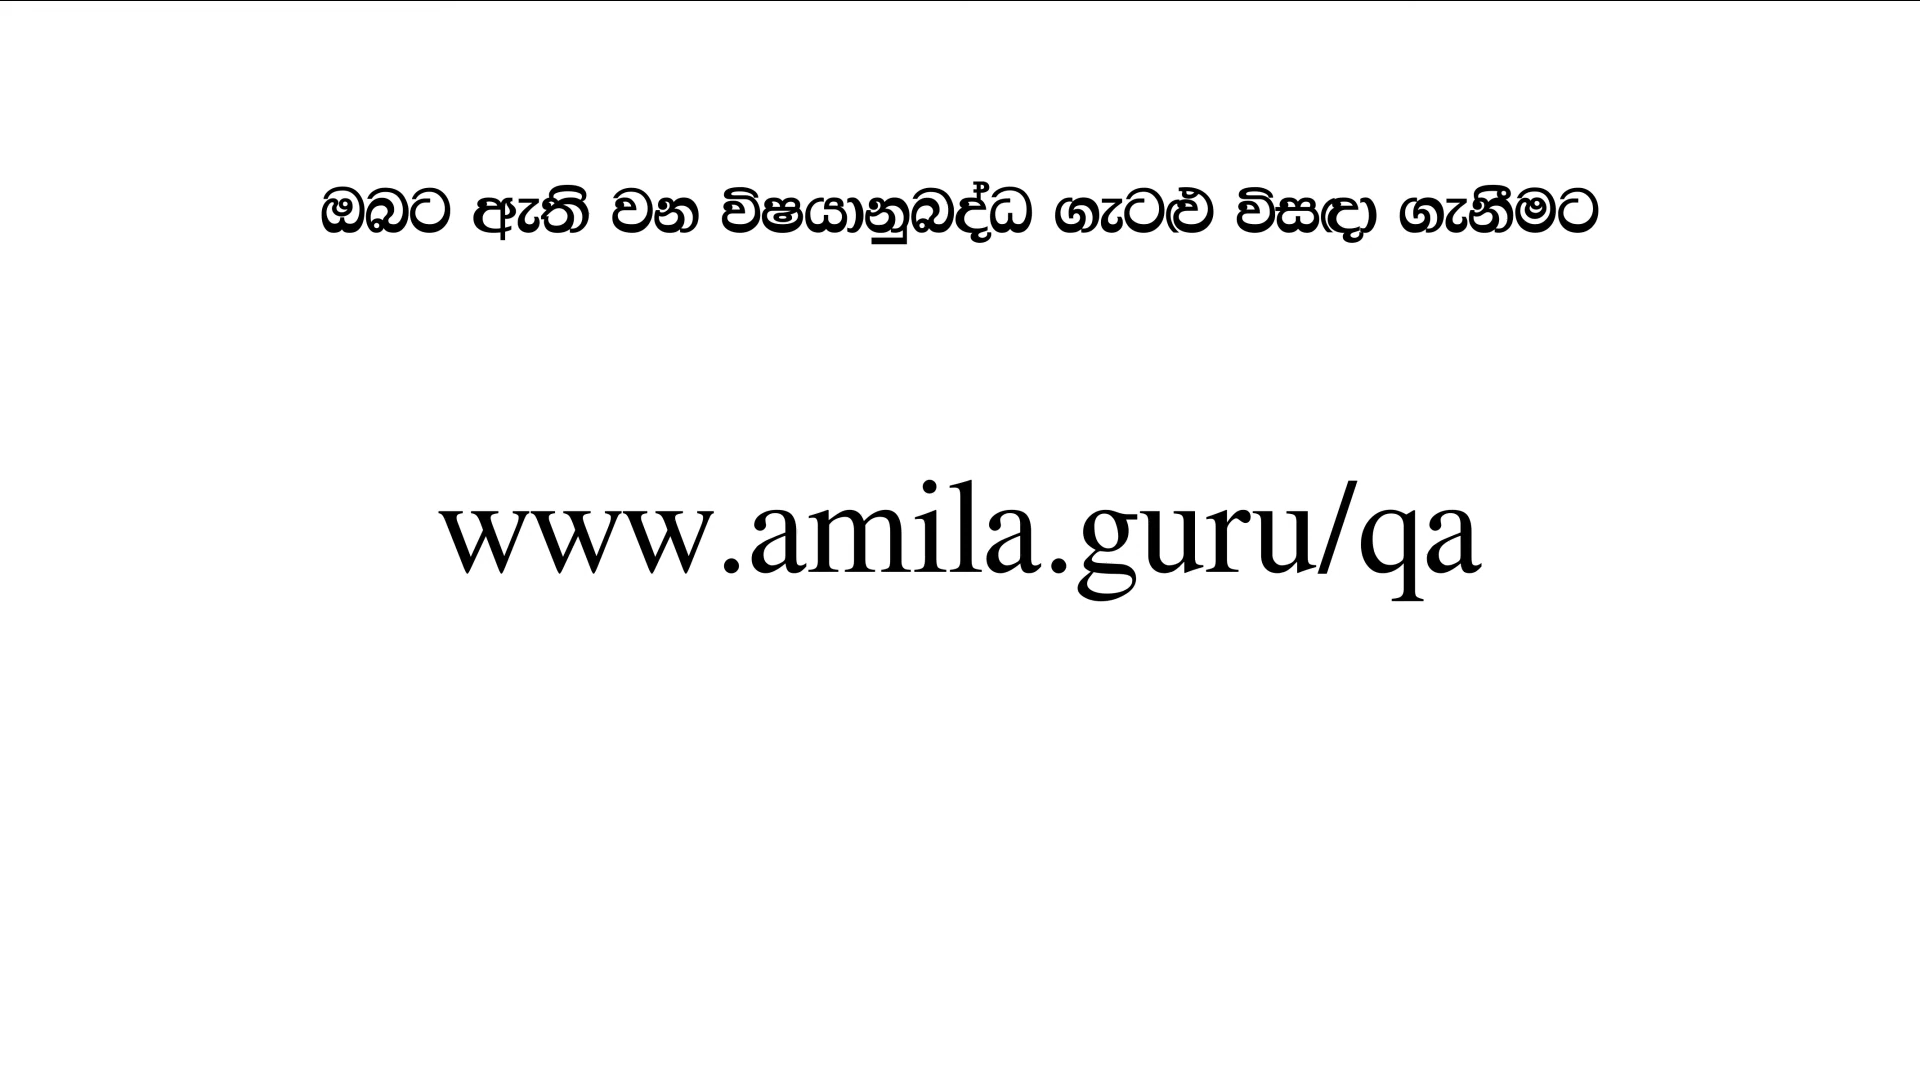 ඔබට ඇති වන විෂයානුබද්ධ ගැටළු විසඳා ගැනීමට
www.amila.guru/qa